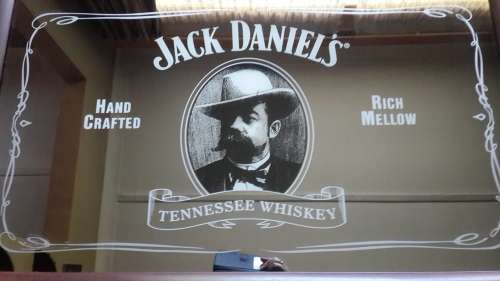 JACK DANIEL'S®
HAND
CRAFTED
RICH
MELLOW
TENNESSEE WHISKEY